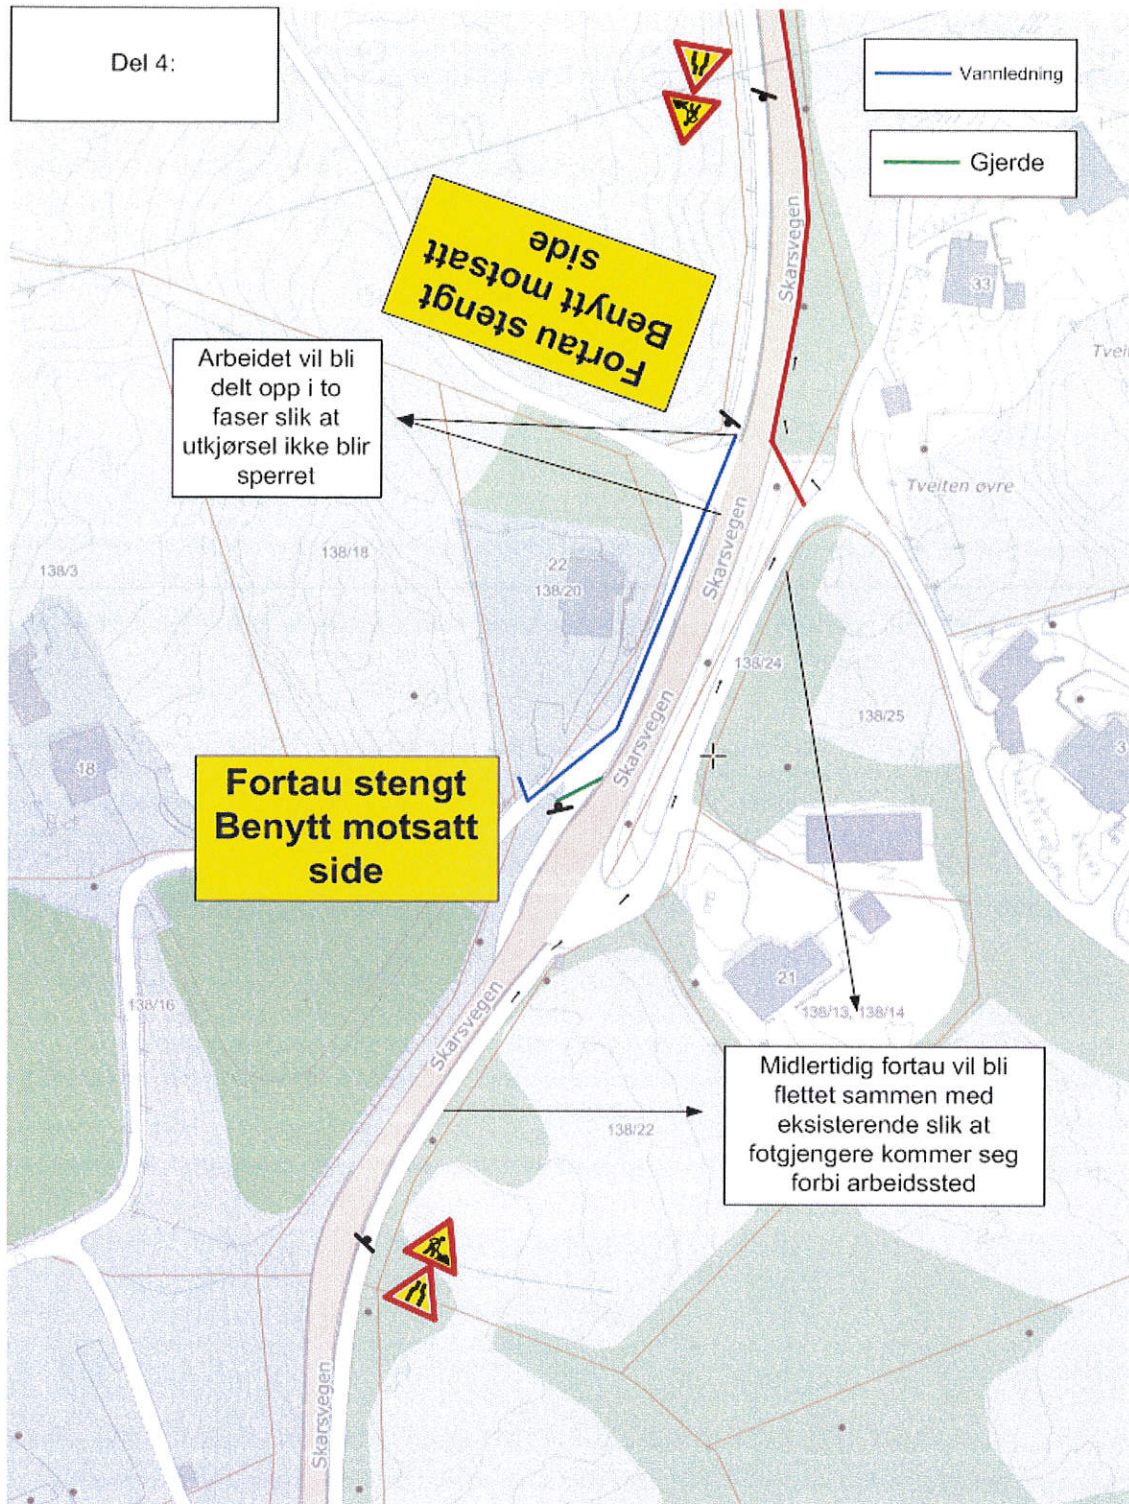 Del 4:
Vannledning
Gjerde
Fortau stengt
Benytt motsatt
side
Skarsvegen
33
Arbeidet vil bli
delt opp i to
faser slik at
utkjørsel ikke blir
sperret
Tveiten øvre
138/3
138/18
22
138/20
Skarsvegen
138/24
138/25
Skarsvegen
18
3
Fortau stengt
Benytt motsatt
side
138/16
21
138/13, 138/14
Skarsvegen
Midlertidig fortau vil bli
flettet sammen med
eksisterende slik at
fotgjengere kommer seg
forbi arbeidssted
138/22
Skarsvegen